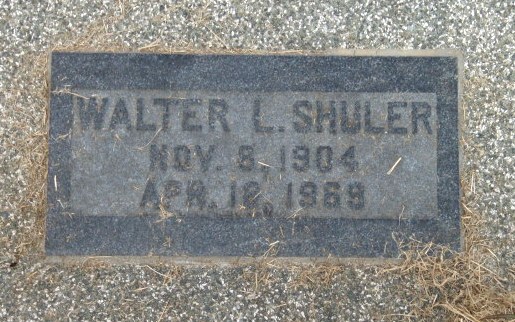 WALTER L. SHULER
NOV. 8, 1904
APR. 12, 1969